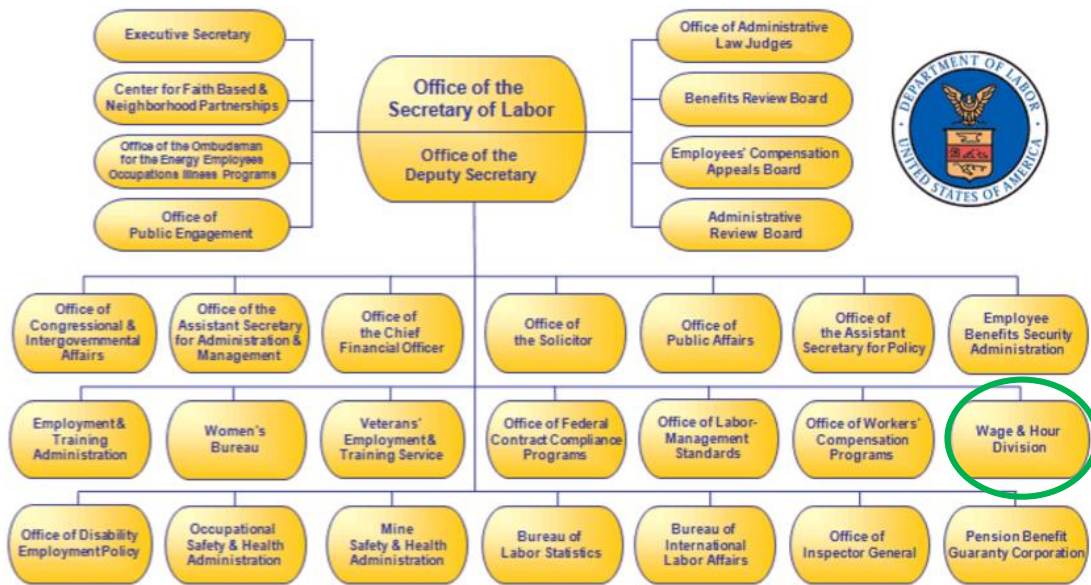 Executive Secretary
Center for Faith Based &
Neighborhood Partnerships
Office of the Ombudsman
for the Energy Employees
Occupations Illness Programs
Office of
Public Engagement
Office of the
Secretary of Labor
Office of the
Deputy Secretary
Office of Administrative
Law Judges
Benefits Review Board
Employees' Compensation
Appeals Board
Administrative
Review Board
DEPARTMENT OF LABOR
UNITED STATES OF AMERICA
Office of
Congressional &
Intergovernmental
Affairs
Office of the
Assistant Secretary
for Administration &
Management
Office of
the Chief
Financial Officer
Office of
the Solicitor
Office of
Public Affairs
Office of
the Assistant
Secretary for Policy
Employee
Benefits Security
Administration
Employment &
Training
Administration
Women's
Bureau
Veterans'
Employment &
Training Service
Office of Federal
Contract Compliance
Programs
Office of Labor-
Management
Standards
Office of Workers'
Compensation
Programs
Wage & Hour
Division
Office of Disability
Employment Policy
Occupational
Safety & Health
Administration
Mine
Safety & Health
Administration
Bureau of
Labor Statistics
Bureau of
International
Labor Affairs
Office of
Inspector General
Pension Benefit
Guaranty Corporation